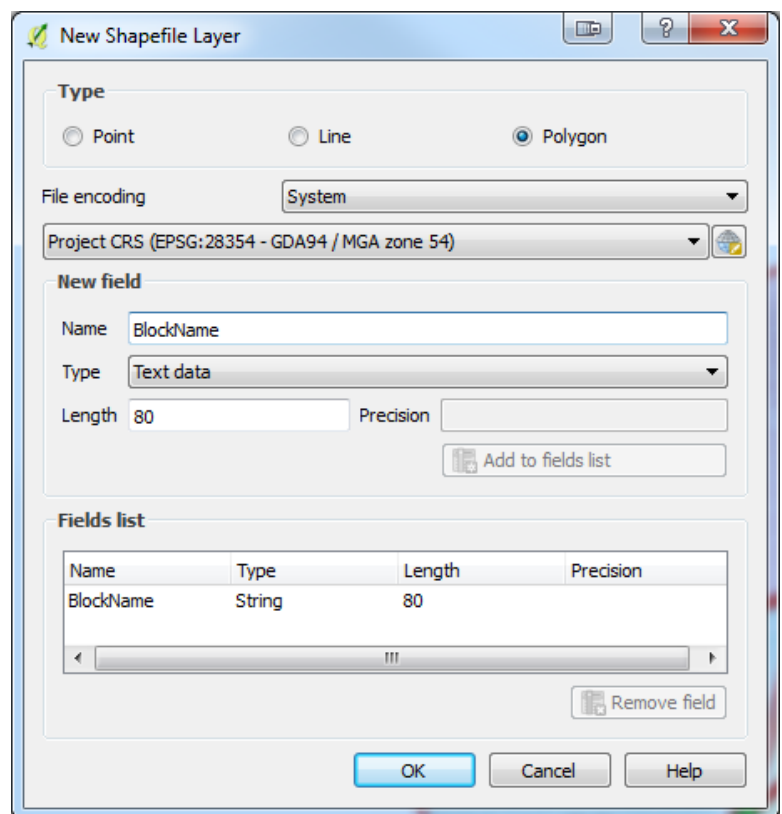 New Shapefile Layer
Type
Point Line Polygon
File encoding System
Project CRS (EPSG:28354 - GDA94 / MGA zone 54)
New field
Name BlockName
Type Text data
Length 80 Precision
Add to fields list
Fields list
Name Type Length Precision
BlockName String 80
Remove field
OK Cancel Help